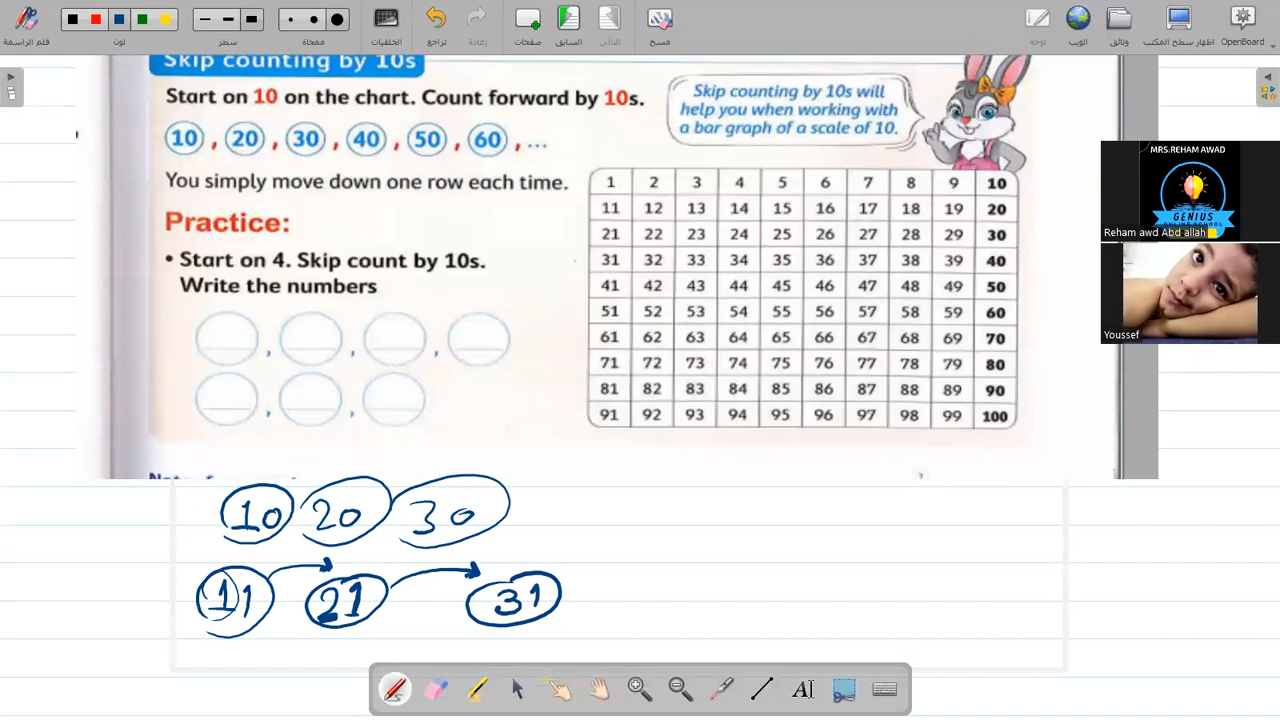 قلم الراسمة
لون
سطر
ممحاة
الخلفيات
تراجع
إعادة
صفحات
السابق
التالي
مسح
لوحة
الويب
وثائق
اظهار سطح المكتب
OpenBoard
Skip counting by 10s
Start on 10 on the chart. Count forward by 10s.
10 , 20 , 30 , 40 , 50 , 60 , ...
You simply move down one row each time.
Practice:
• Start on 4. Skip count by 10s.
Write the numbers
Skip counting by 10s will
help you when working with
a bar graph of a scale of 10.
1 2 3 4 5 6 7 8 9 10
11 12 13 14 15 16 17 18 19 20
21 22 23 24 25 26 27 28 29 30
31 32 33 34 35 36 37 38 39 40
41 42 43 44 45 46 47 48 49 50
51 52 53 54 55 56 57 58 59 60
61 62 63 64 65 66 67 68 69 70
71 72 73 74 75 76 77 78 79 80
81 82 83 84 85 86 87 88 89 90
91 92 93 94 95 96 97 98 99 100
10 20 30
11 21 31
MRS.REHAM AWAD
GENIUS
ONLINE SCHOOL
Reham awd Abd allah
Youssef
AI